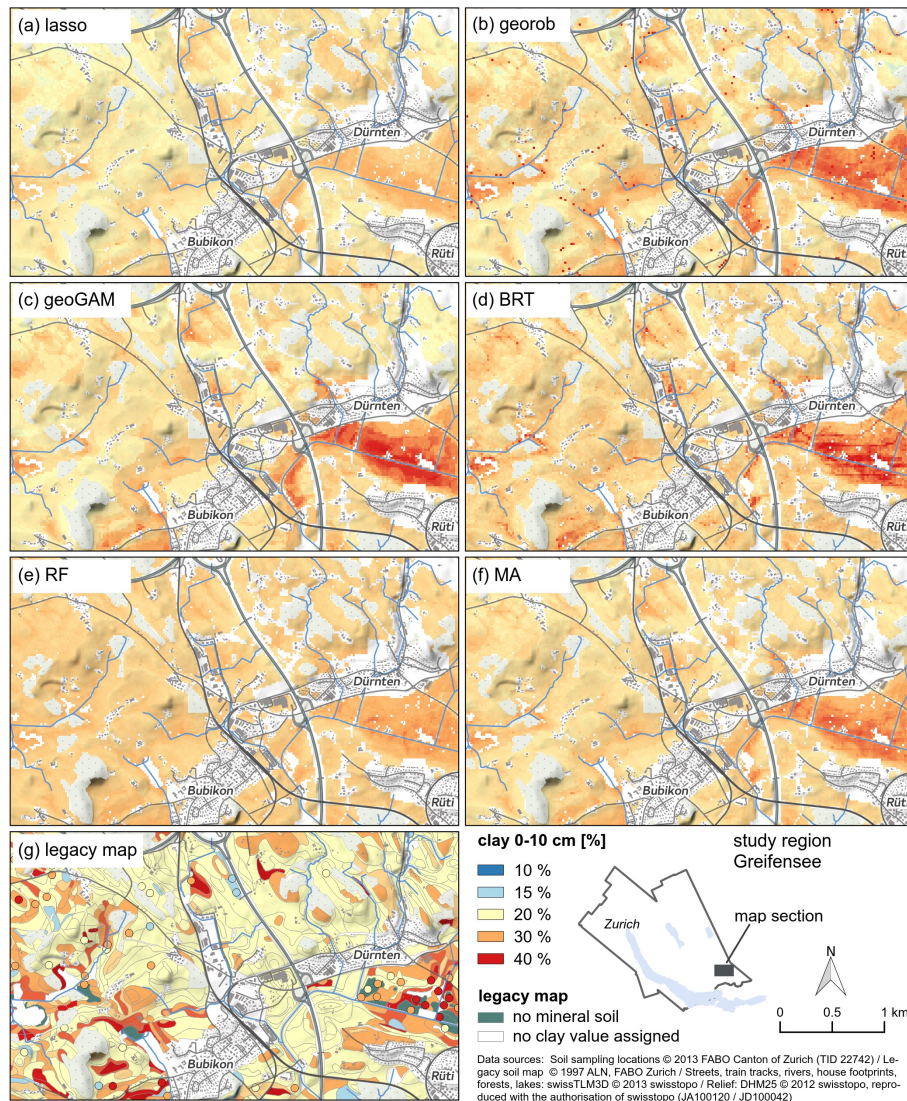 (a) lasso
Dürnten
Bubikon
Rüti
(b) georob
Dürnten
Bubikon
Rüti
(c) geoGAM
Dürnten
Bubikon
Rüti
(d) BRT
Dürnten
Bubikon
Rüti
(e) RF
Dürnten
Bubikon
Rüti
(f) MA
Dürnten
Bubikon
Rüti
(g) legacy map
Dürnten
Bubikon
Rüti
clay 0-10 cm [%]
10 %
15 %
20 %
30 %
40 %
legacy map
no mineral soil
no clay value assigned
study region
Greifensee
Zurich
map section
N
0 0.5 1 km
Data sources: Soil sampling locations © 2013 FABO Canton of Zurich (TID 22742) / Le-
gacy soil map © 1997 ALN, FABO Zurich / Streets, train tracks, rivers, house footprints,
forests, lakes: swissTLM3D © 2013 swisstopo / Relief: DHM25 © 2012 swisstopo, repro-
duced with the authorisation of swisstopo (JA100120 / JD100042)